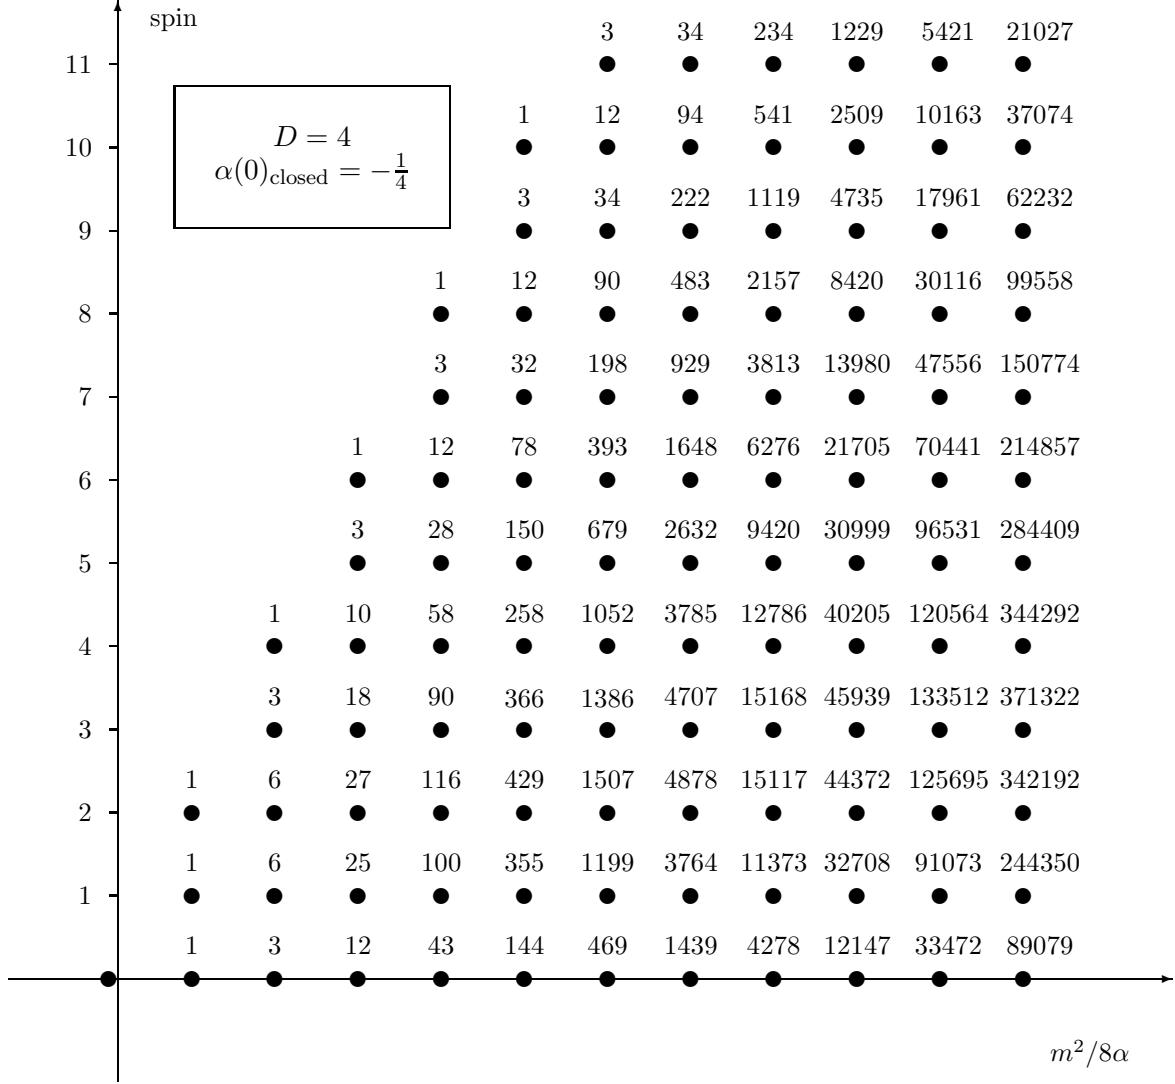 spin
3 34 234 1229 5421 21027
11
1 12 94 541 2509 10163 37074
D = 4
10
α(0)closed = −1/4
3 34 222 1119 4735 17961 62232
9
1 12 90 483 2157 8420 30116 99558
8
3 32 198 929 3813 13980 47556 150774
7
1 12 78 393 1648 6276 21705 70441 214857
6
3 28 150 679 2632 9420 30999 96531 284409
5
1 10 58 258 1052 3785 12786 40205 120564 344292
4
3 18 90 366 1386 4707 15168 45939 133512 371322
3
1 6 27 116 429 1507 4878 15117 44372 125695 342192
2
1 6 25 100 355 1199 3764 11373 32708 91073 244350
1
1 3 12 43 144 469 1439 4278 12147 33472 89079
m²/8α